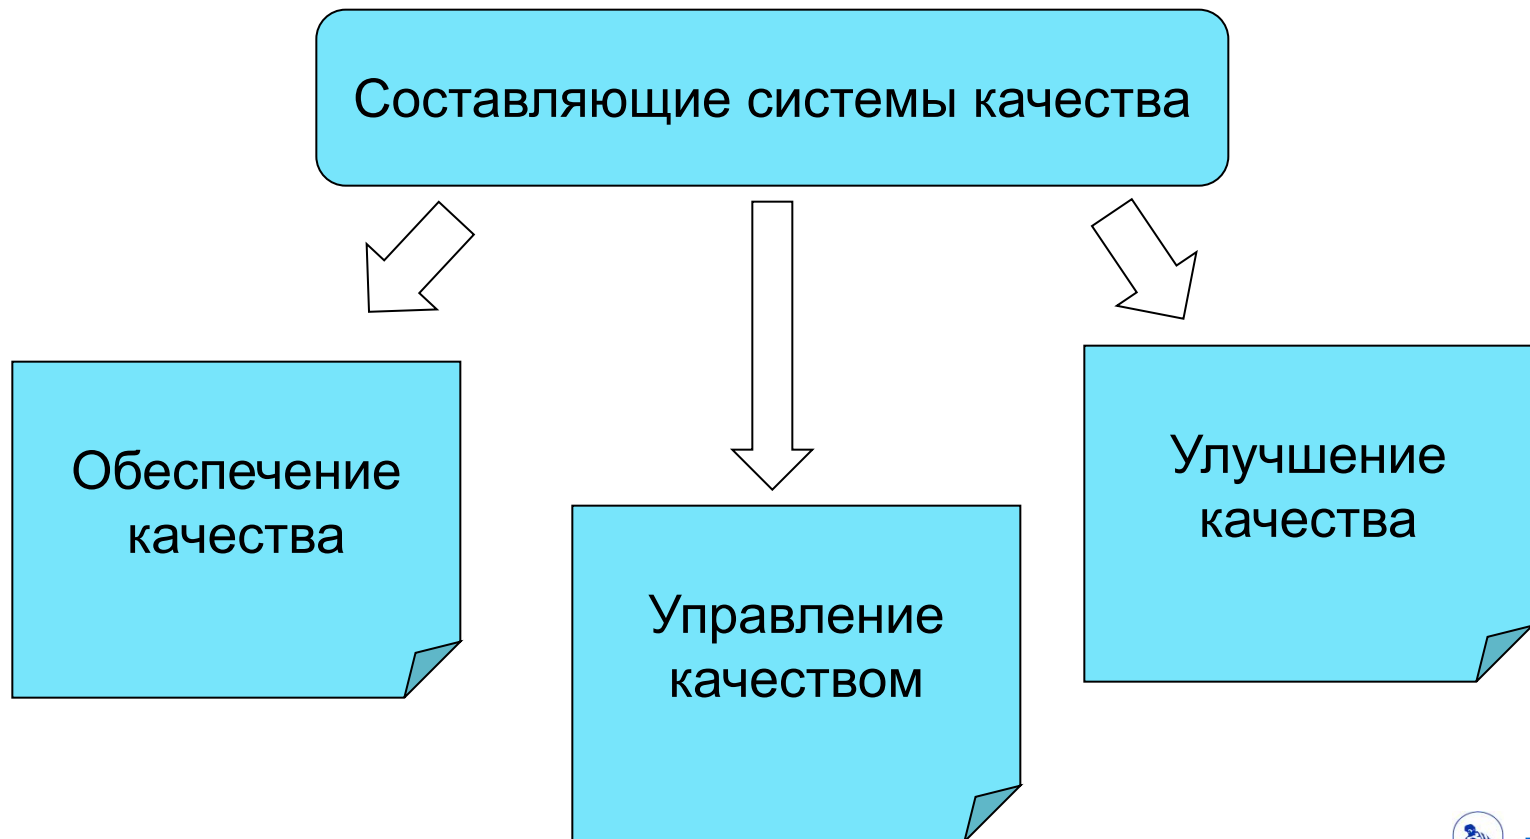 Составляющие системы качества
Обеспечение
качества
Управление
качеством
Улучшение
качества